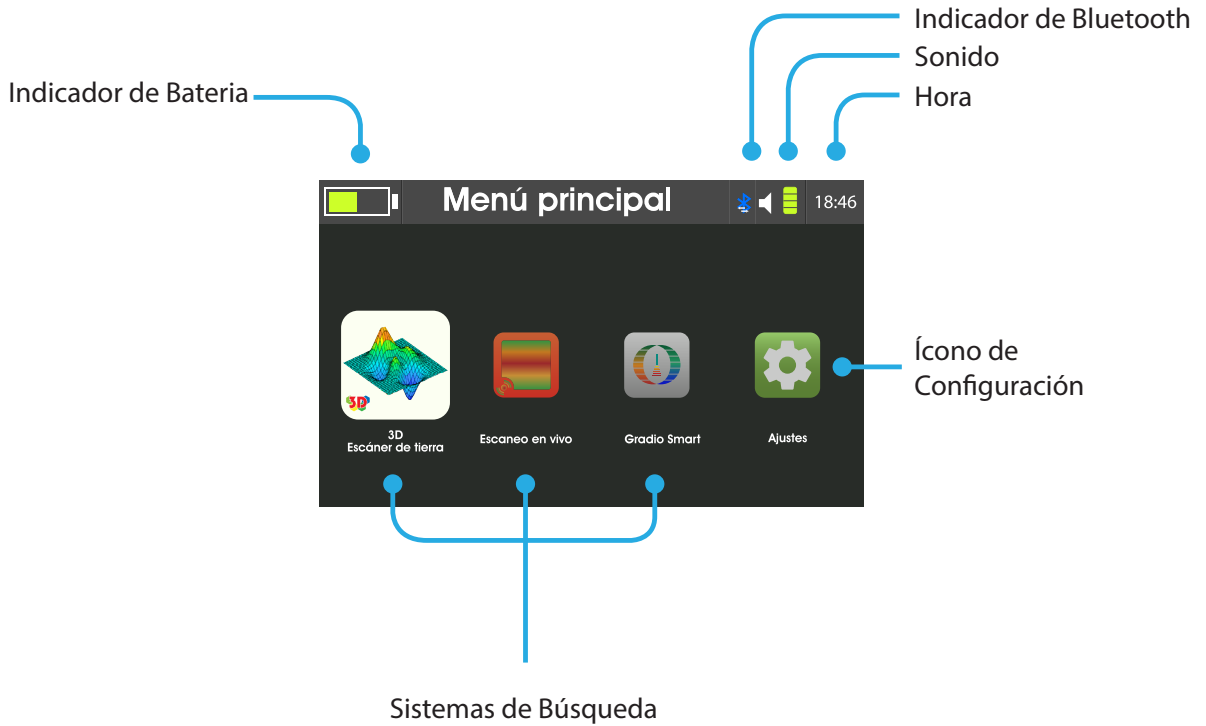 Indicador de Bluetooth
Sonido
Hora
Indicador de Bateria
Menú principal
18:46
3D
3D
Escáner de tierra
Escaneo en vivo
Gradio Smart
Ajustes
Ícono de
Configuración
Sistemas de Búsqueda